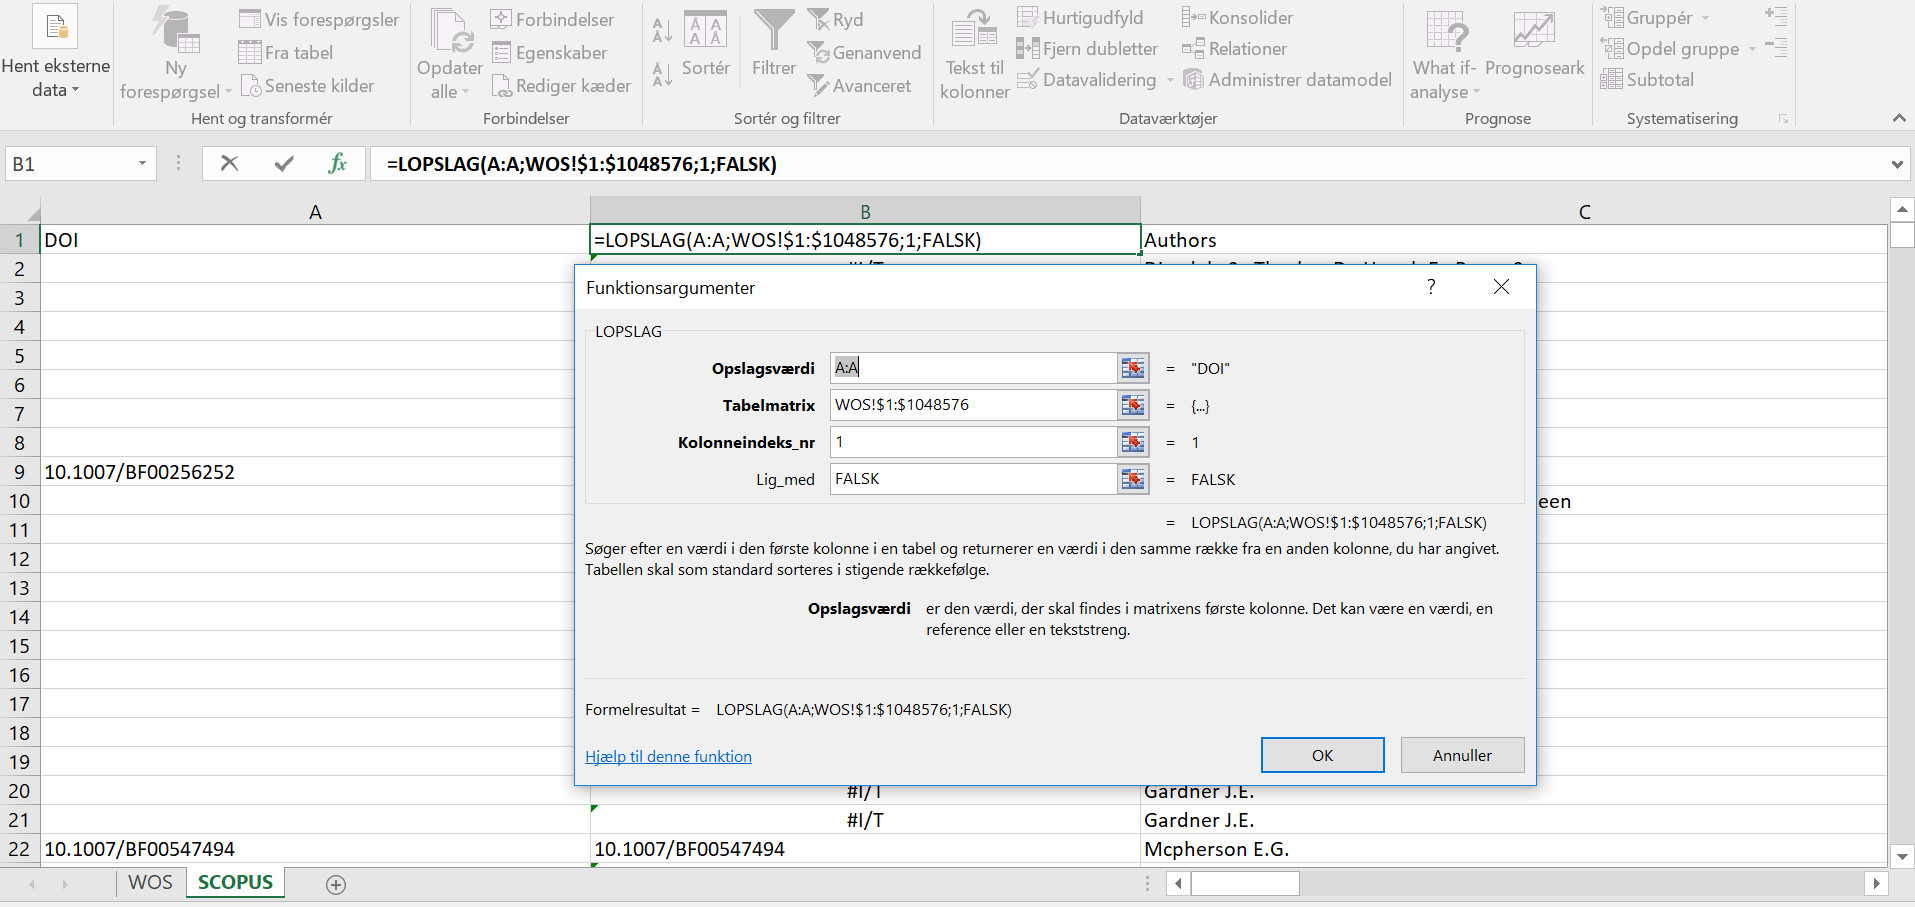 Hent eksterne
data
Ny
forespørgsel
Vis forespørgsler
Fra tabel
Seneste kilder
Hent og transformér
Opdater
alle
Forbindelser
Egenskaber
Rediger kæder
Forbindelser
Sortér
Filtrer
Ryd
Genanvend
Avanceret
Sortér og filtrer
Tekst til
kolonner
Hurtigudfyld
Fjern dubletter
Datavalidering
Konsolider
Relationer
Administrer datamodel
Dataværktøjer
What if-
analyse
Prognoseark
Prognose
Gruppér
Opdel gruppe
Subtotal
Systematisering
B1
fx
=LOPSLAG(A:A;WOS!$1:$1048576;1;FALSK)
A B C
1 DOI =LOPSLAG(A:A;WOS!$1:$1048576;1;FALSK) Authors
2
3
4
5
6
7
8
9 10.1007/BF00256252
10 een
11
12
13
14
15
16
17
18
19
20 #I/T Gardner J.E.
21 #I/T Gardner J.E.
22 10.1007/BF00547494 10.1007/BF00547494 Mcpherson E.G.
Funktionsargumenter ?
LOPSLAG
Opslagsværdi A:A = "DOI"
Tabelmatrix WOS!$1:$1048576 = {...}
Kolonneindeks_nr 1 = 1
Lig_med FALSK = FALSK
= LOPSLAG(A:A;WOS!$1:$1048576;1;FALSK)
Søger efter en værdi i den første kolonne i en tabel og returnerer en værdi i den samme række fra en anden kolonne, du har angivet.
Tabellen skal som standard sorteres i stigende rækkefølge.
Opslagsværdi er den værdi, der skal findes i matrixens første kolonne. Det kan være en værdi, en
reference eller en tekststreng.
Formelresultat = LOPSLAG(A:A;WOS!$1:$1048576;1;FALSK)
Hjælp til denne funktion
OK Annuller
WOS SCOPUS